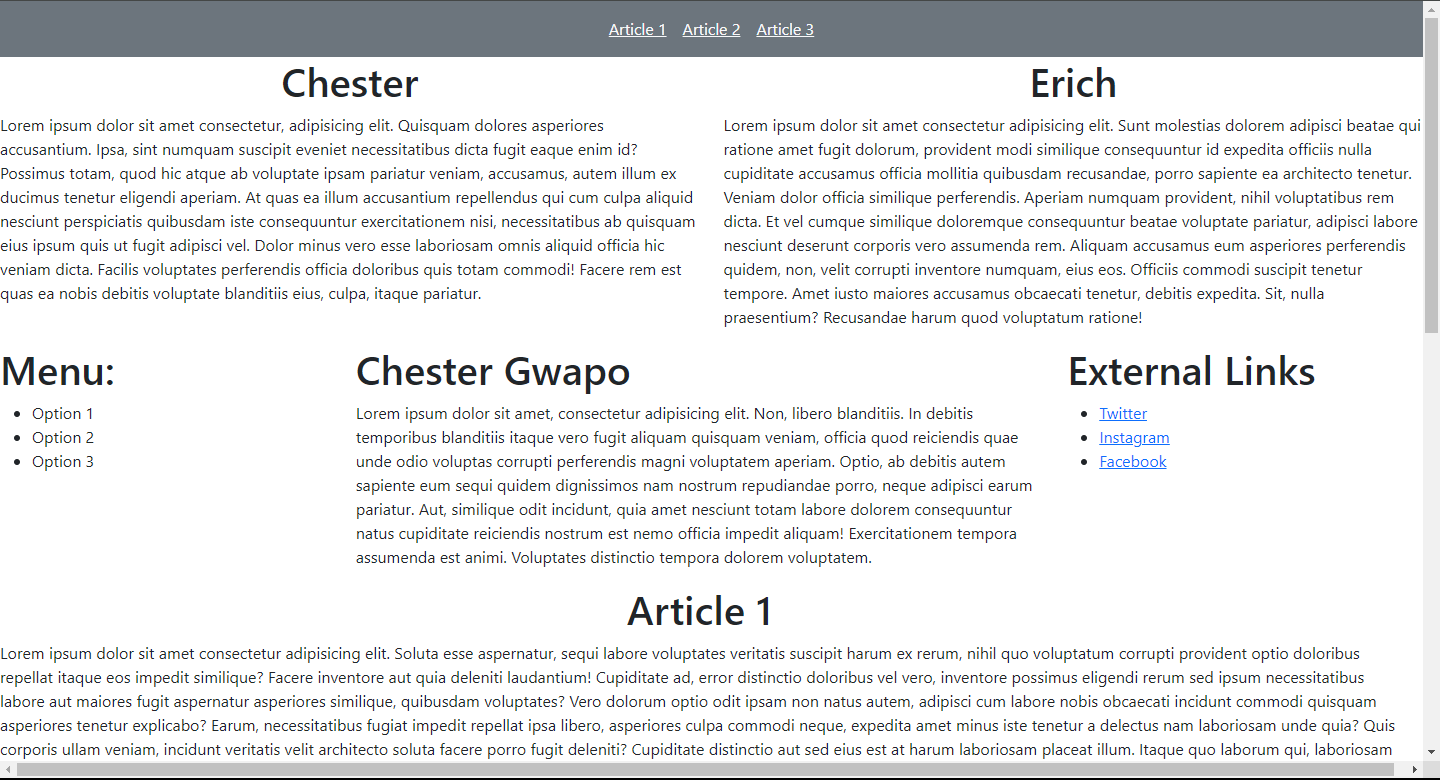 Article 1 Article 2 Article 3
Chester
Lorem ipsum dolor sit amet consectetur, adipisicing elit. Quisquam dolores asperiores
accusantium. Ipsa, sint numquam suscipit eveniet necessitatibus dicta fugit eaque enim id?
Possimus totam, quod hic atque ab voluptate ipsam pariatur veniam, accusamus, autem illum ex
ducimus tenetur eligendi aperiam. At quas ea illum accusantium repellendus qui cum culpa aliquid
nesciunt perspiciatis quibusdam iste consequuntur exercitationem nisi, necessitatibus ab quisquam
eius ipsum quis ut fugit adipisci vel. Dolor minus vero esse laboriosam omnis aliquid officia hic
veniam dicta. Facilis voluptates perferendis officia doloribus quis totam commodi! Facere rem est
quas ea nobis debitis voluptate blanditiis eius, culpa, itaque pariatur.
Erich
Lorem ipsum dolor sit amet consectetur adipisicing elit. Sunt molestias dolorem adipisci beatae qui
ratione amet fugit dolorum, provident modi similique consequuntur id expedita officiis nulla
cupiditate accusamus officia mollitia quibusdam recusandae, porro sapiente ea architecto tenetur.
Veniam dolor officia similique perferendis. Aperiam numquam provident, nihil voluptatibus rem
dicta. Et vel cumque similique doloremque consequuntur beatae voluptate pariatur, adipisci labore
nesciunt deserunt corporis vero assumenda rem. Aliquam accusamus eum asperiores perferendis
quidem, non, velit corrupti inventore numquam, eius eos. Officiis commodi suscipit tenetur
tempore. Amet iusto maiores accusamus obcaecati tenetur, debitis expedita. Sit, nulla
praesentium? Recusandae harum quod voluptatum ratione!
Menu:
Option 1
Option 2
Option 3
Chester Gwapo
Lorem ipsum dolor sit amet, consectetur adipisicing elit. Non, libero blanditiis. In debitis
temporibus blanditiis itaque vero fugit aliquam quisquam veniam, officia quod reiciendis quae
unde odio voluptas corrupti perferendis magni voluptatem aperiam. Optio, ab debitis autem
sapiente eum sequi quidem dignissimos nam nostrum repudiandae porro, neque adipisci earum
pariatur. Aut, similique odit incidunt, quia amet nesciunt totam labore dolorem consequuntur
natus cupiditate reiciendis nostrum est nemo officia impedit aliquam! Exercitationem tempora
assumenda est animi. Voluptates distinctio tempora dolorem voluptatem.
External Links
Twitter
Instagram
Facebook
Article 1
Lorem ipsum dolor sit amet consectetur adipisicing elit. Soluta esse aspernatur, sequi labore voluptates veritatis suscipit harum ex rerum, nihil quo voluptatum corrupti provident optio doloribus
repellat itaque eos impedit similique? Facere inventore aut quia deleniti laudantium! Cupiditate ad, error distinctio doloribus vel vero, inventore possimus eligendi rerum sed ipsum necessitatibus
labore aut maiores fugit aspernatur asperiores similique, quibusdam voluptates? Vero dolorum optio odit ipsam non natus autem, adipisci cum labore nobis obcaecati incidunt commodi quisquam
asperiores tenetur explicabo? Earum, necessitatibus fugiat impedit repellat ipsa libero, asperiores culpa commodi neque, expedita amet minus iste tenetur a delectus nam laboriosam unde quia? Quis
corporis ullam veniam, incidunt veritatis velit architecto soluta facere porro fugit deleniti? Cupiditate distinctio aut sed eius est at harum laboriosam placeat illum. Itaque quo laborum qui, laboriosam